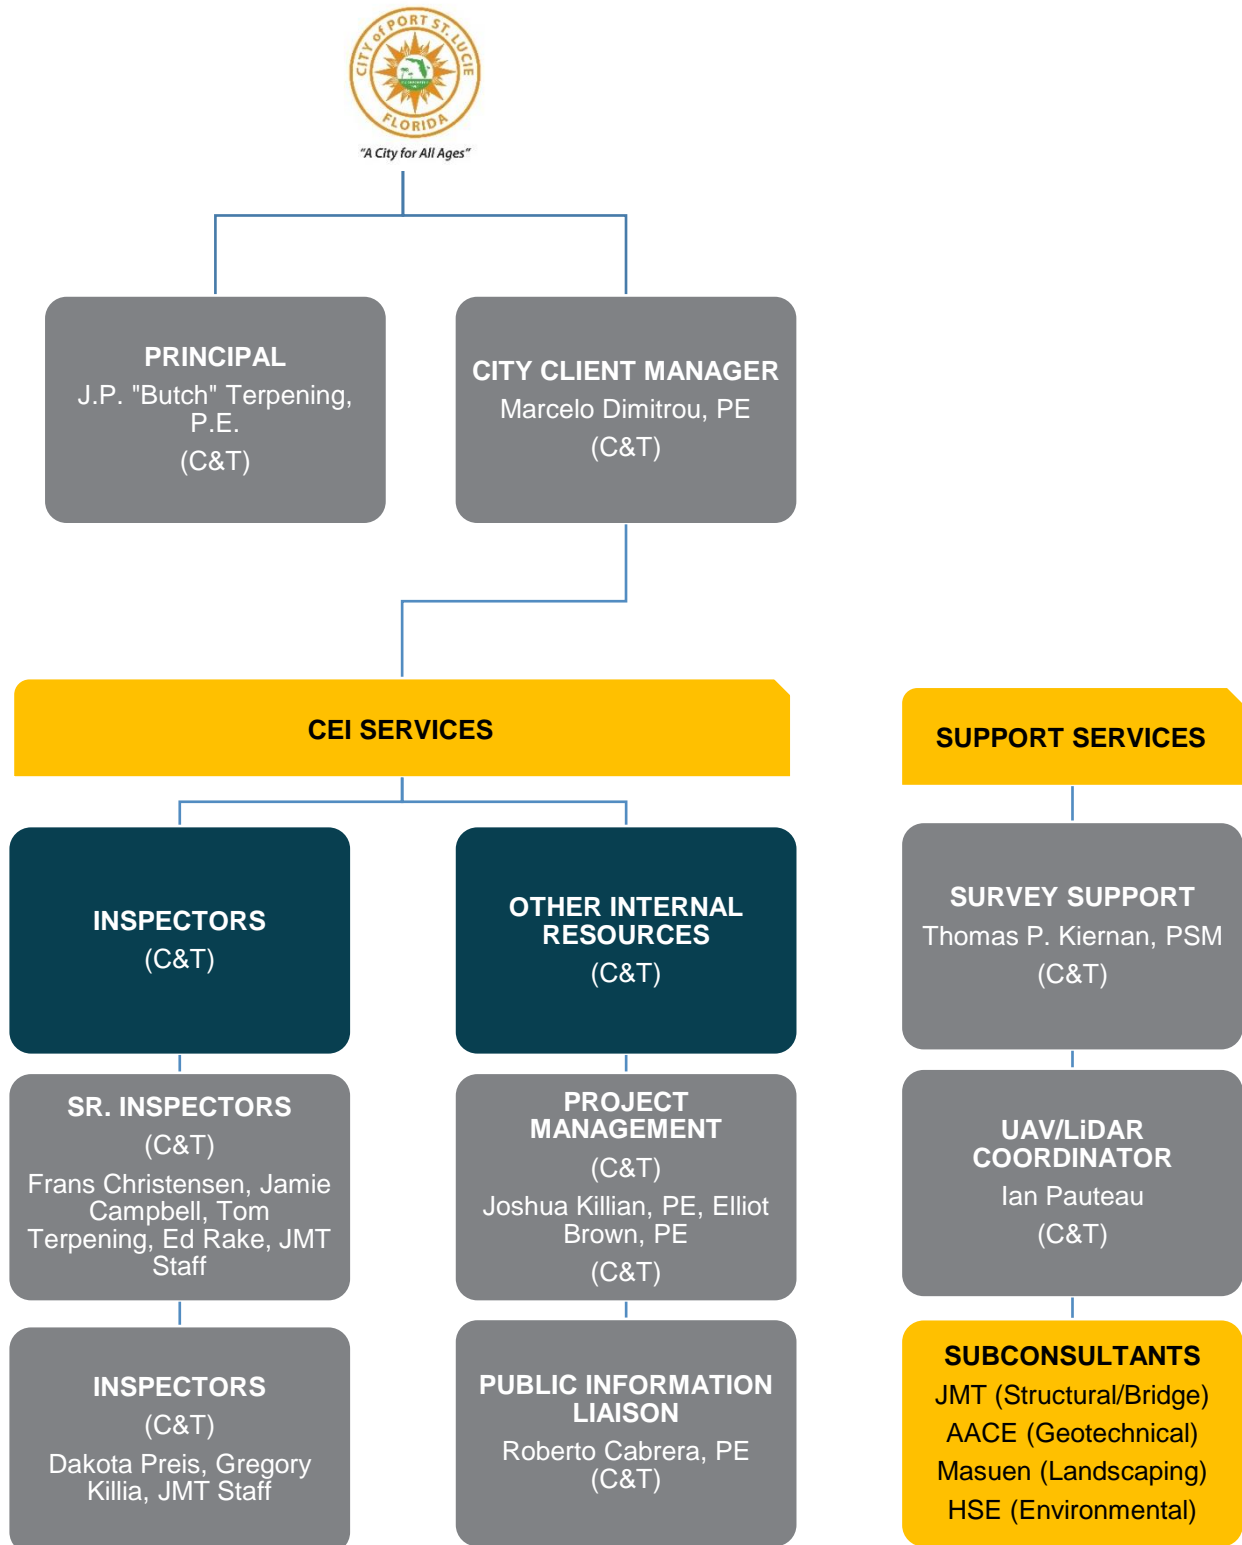 CITY of PORT ST. LUCIE
FLORIDA
"A City for All Ages"
PRINCIPAL
J.P. "Butch" Terpening,
P.E.
(C&T)
CITY CLIENT MANAGER
Marcelo Dimitrou, PE
(C&T)
CEI SERVICES
INSPECTORS
(C&T)
OTHER INTERNAL
RESOURCES
(C&T)
SR. INSPECTORS
(C&T)
Frans Christensen, Jamie
Campbell, Tom
Terpening, Ed Rake, JMT
Staff
PROJECT
MANAGEMENT
(C&T)
Joshua Killian, PE, Elliot
Brown, PE
(C&T)
INSPECTORS
(C&T)
Dakota Preis, Gregory
Killia, JMT Staff
PUBLIC INFORMATION
LIAISON
Roberto Cabrera, PE
(C&T)
SUPPORT SERVICES
SURVEY SUPPORT
Thomas P. Kiernan, PSM
(C&T)
UAV/LiDAR
COORDINATOR
Ian Pauteau
(C&T)
SUBCONSULTANTS
JMT (Structural/Bridge)
AACE (Geotechnical)
Masuen (Landscaping)
HSE (Environmental)